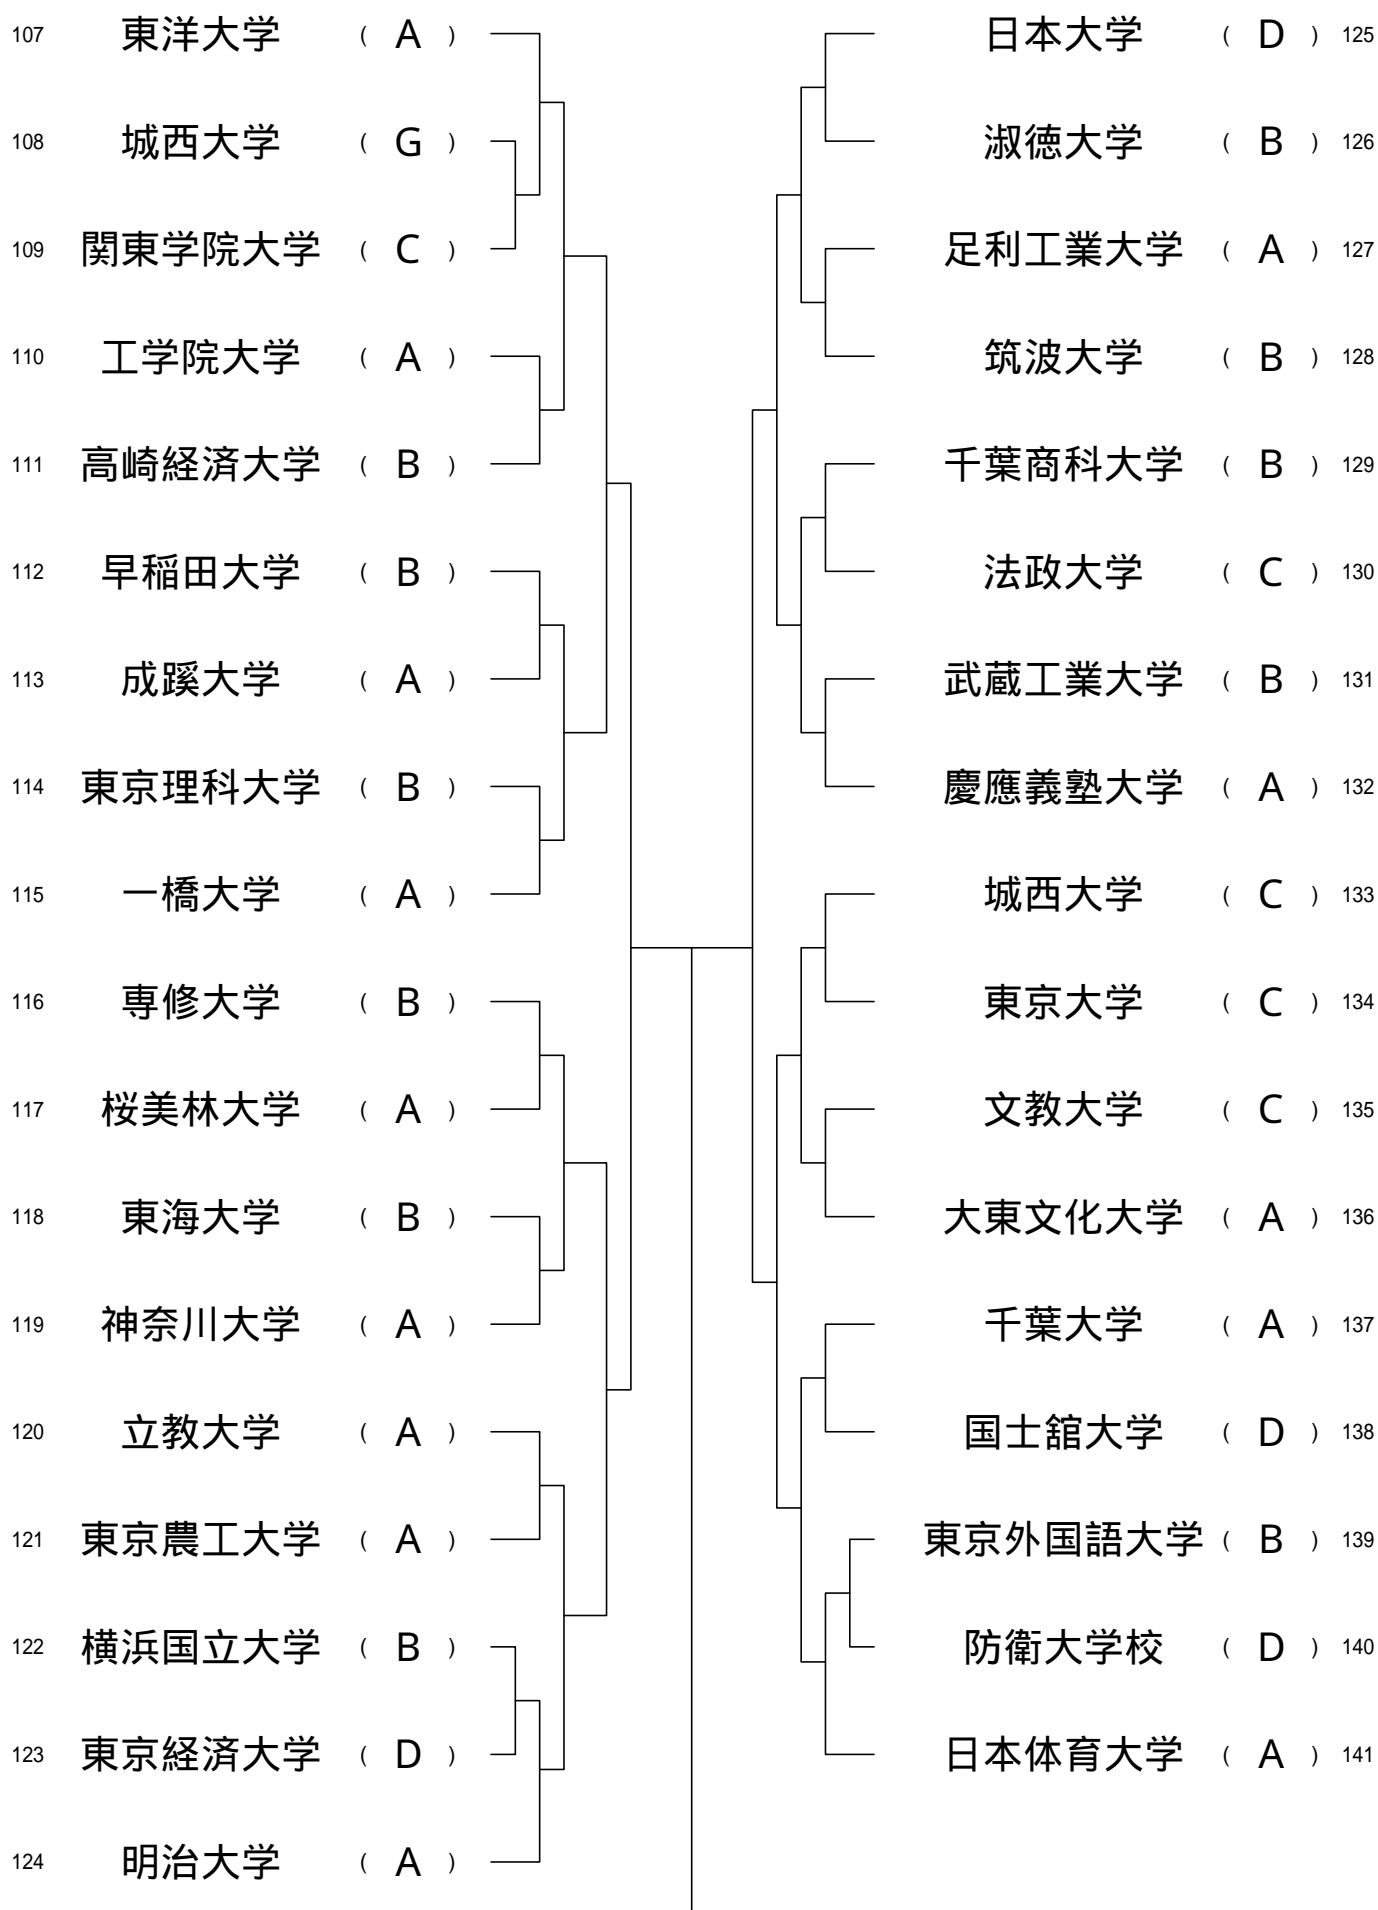 107 東洋大学 ( A )
108 城西大学 ( G )
109 関東学院大学 ( C )
110 工学院大学 ( A )
111 高崎経済大学 ( B )
112 早稲田大学 ( B )
113 成蹊大学 ( A )
114 東京理科大学 ( B )
115 一橋大学 ( A )
116 専修大学 ( B )
117 桜美林大学 ( A )
118 東海大学 ( B )
119 神奈川大学 ( A )
120 立教大学 ( A )
121 東京農工大学 ( A )
122 横浜国立大学 ( B )
123 東京経済大学 ( D )
124 明治大学 ( A )
日本大学 ( D ) 125
淑徳大学 ( B ) 126
足利工業大学 ( A ) 127
筑波大学 ( B ) 128
千葉商科大学 ( B ) 129
法政大学 ( C ) 130
武蔵工業大学 ( B ) 131
慶應義塾大学 ( A ) 132
城西大学 ( C ) 133
東京大学 ( C ) 134
文教大学 ( C ) 135
大東文化大学 ( A ) 136
千葉大学 ( A ) 137
国士舘大学 ( D ) 138
東京外国語大学 ( B ) 139
防衛大学校 ( D ) 140
日本体育大学 ( A ) 141